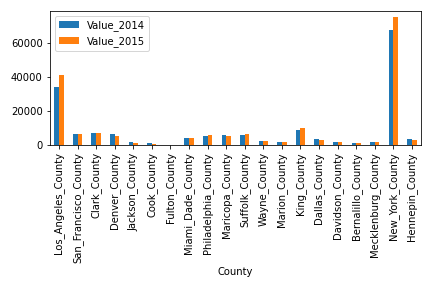 Value_2014
Value_2015
60000
40000
20000
0
Los_Angeles_County
San_Francisco_County
Clark_County
Denver_County
Jackson_County
Cook_County
Fulton_County
Miami_Dade_County
Philadelphia_County
Maricopa_County
Suffolk_County
Wayne_County
Marion_County
King_County
Dallas_County
Davidson_County
Bernalillo_County
Mecklenburg_County
New_York_County
Hennepin_County
County